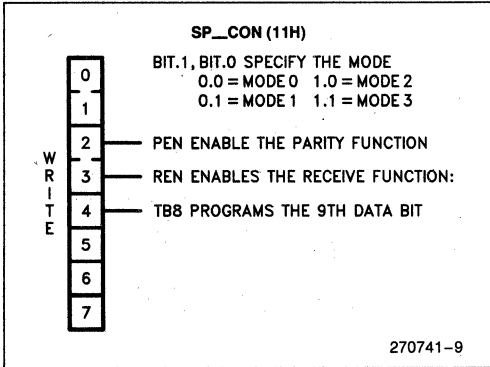 SP__CON (11H)
BIT.1, BIT.0 SPECIFY THE MODE
0.0 = MODE 0 1.0 = MODE 2
0.1 = MODE 1 1.1 = MODE 3
WRITE
0
1
2 PEN ENABLE THE PARITY FUNCTION
3 REN ENABLES THE RECEIVE FUNCTION:
4 TB8 PROGRAMS THE 9TH DATA BIT
5
6
7
270741-9